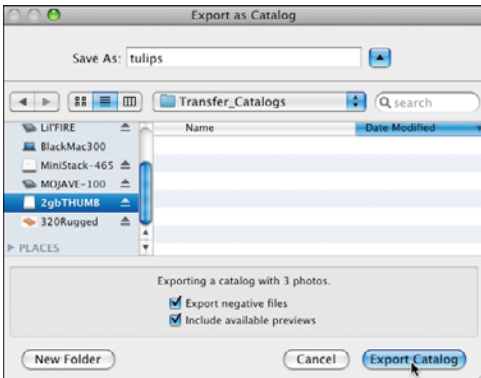 Export as Catalog
Save As: tulips
Transfer_Catalogs
search
LIL'FIRE
Name
Date Modified
BlackMac300
MiniStack-465
MOJAVE-100
2gbTHUMB
320Rugged
PLACES
Exporting a catalog with 3 photos.
Export negative files
Include available previews
New Folder
Cancel
Export Catalog